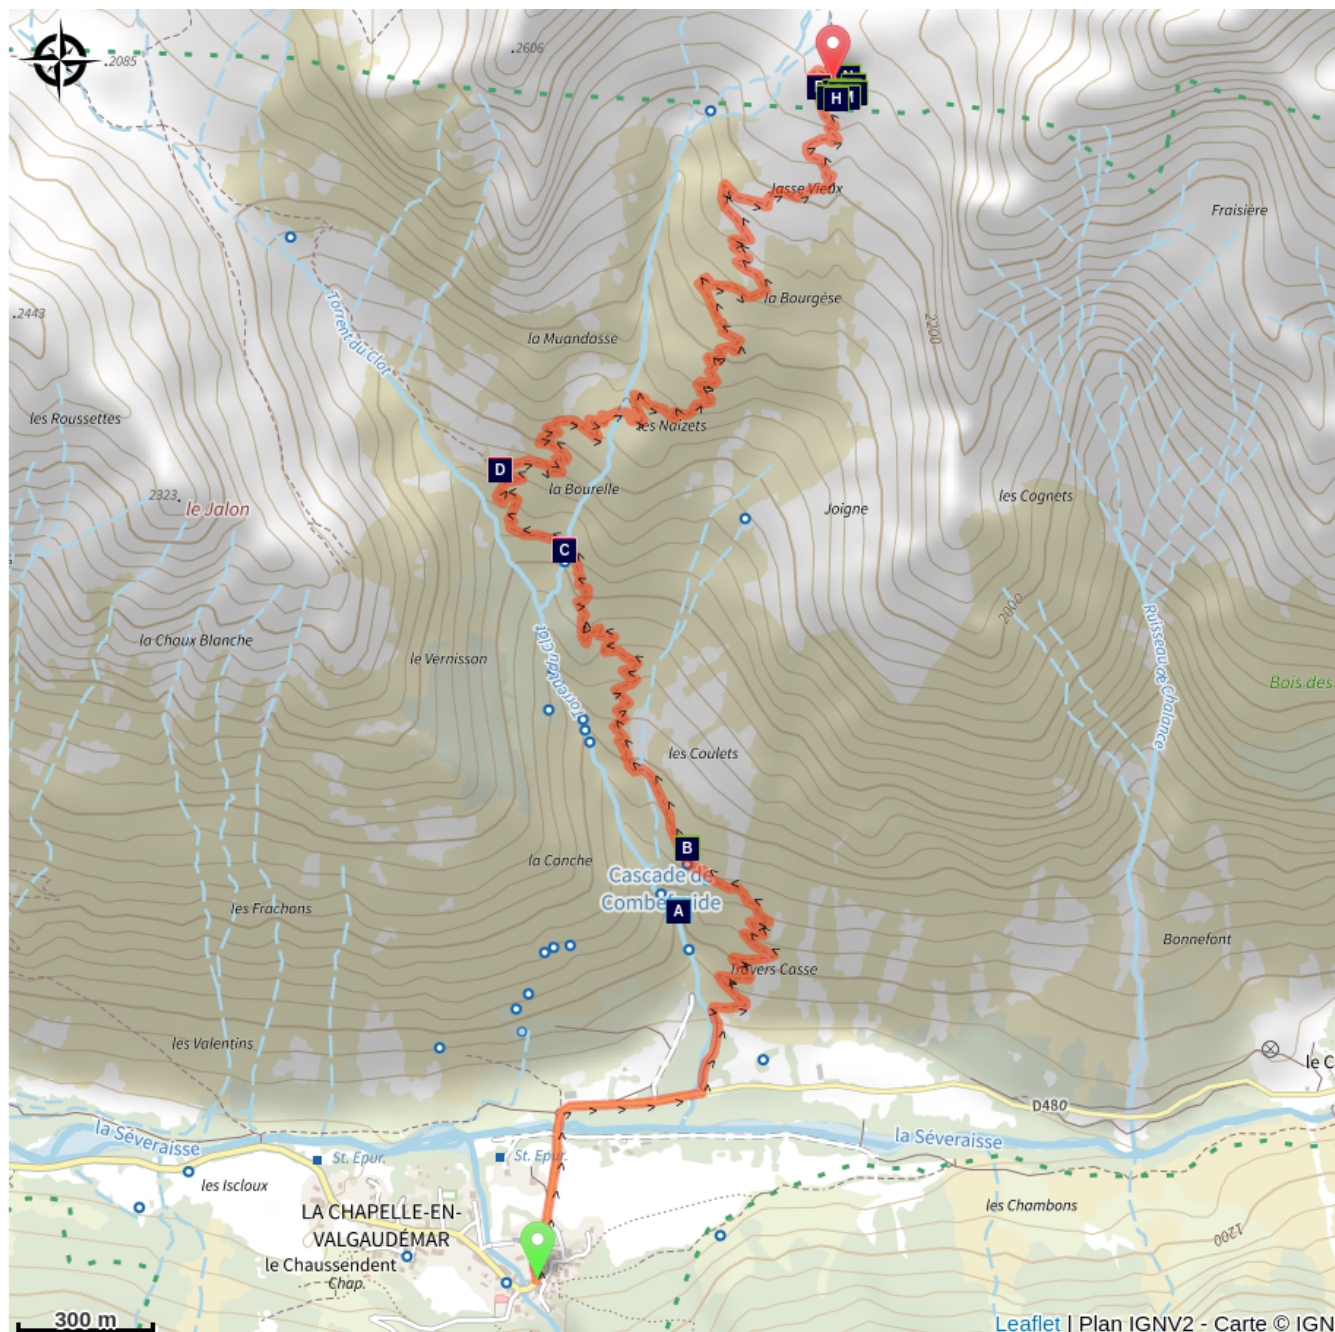 .2606
.2085
N
H
M
Jasse Vieux
Fraisière
la Bourgèse
.2443
la Muandasse
2200
Torrent du Clot
les Roussettes
les Naizets
D
la Bourelle
2323.
le Jalon
les Cognets
Joigne
C
2000
la Chaux Blanche
le Vernisson
Torrent du Clot
Ruisseau de Chalance
Bois des
les Coulets
B
la Conche
Cascade de
Combefroide
A
les Frachons
Bonnefont
Travers Casse
les Valentins
le C
D480
la Séveraisse
la Séveraisse
St. Epur.
St. Epur.
les Iscloux
les Chambons
LA CHAPELLE-EN-
VALGAUDÉMAR
1200
le Chaussendent
Chap.
300 m
Leaflet | Plan IGNV2 - Carte © IGN